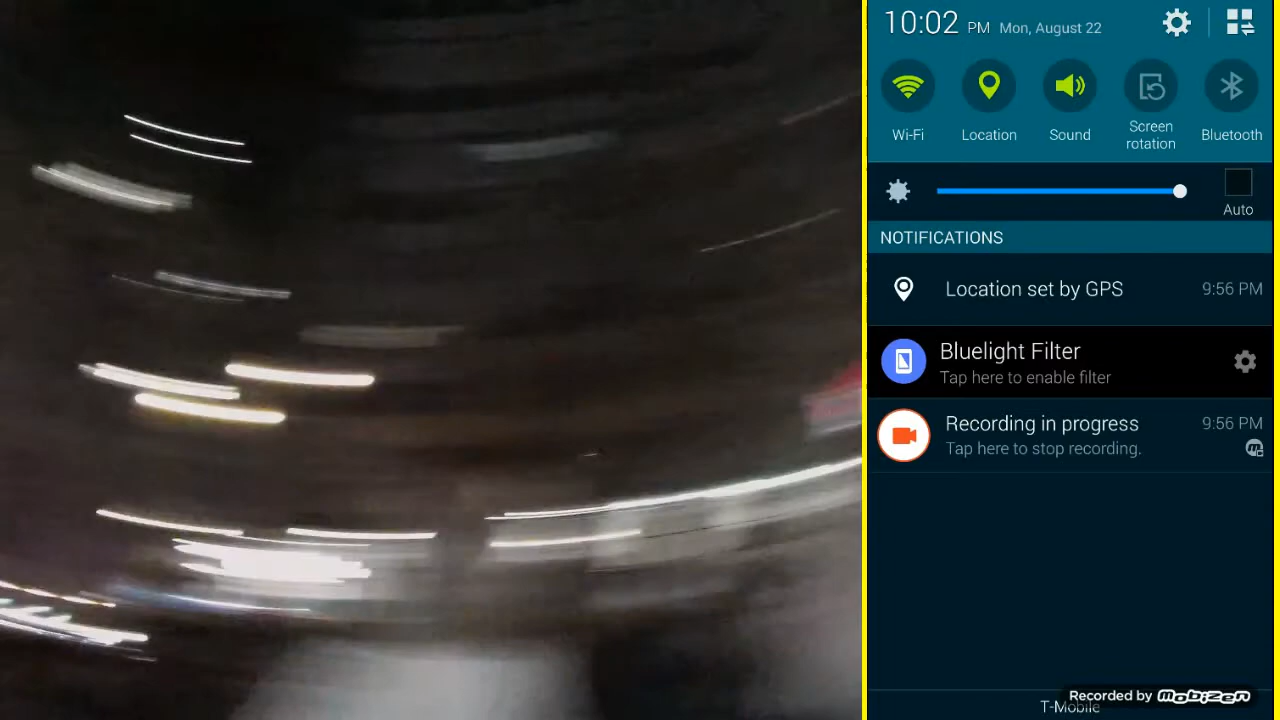 10:02 PM Mon, August 22
Wi-Fi
Location
Sound
Screen
rotation
Bluetooth
Auto
NOTIFICATIONS
Location set by GPS
9:56 PM
Bluelight Filter
Tap here to enable filter
Recording in progress
9:56 PM
Tap here to stop recording.
Recorded by mobizen
T-Mobile